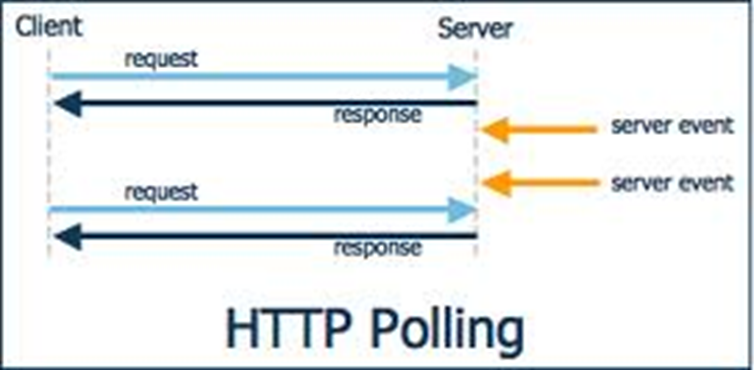 Client
Server
request
response
server event
server event
request
response
HTTP Polling